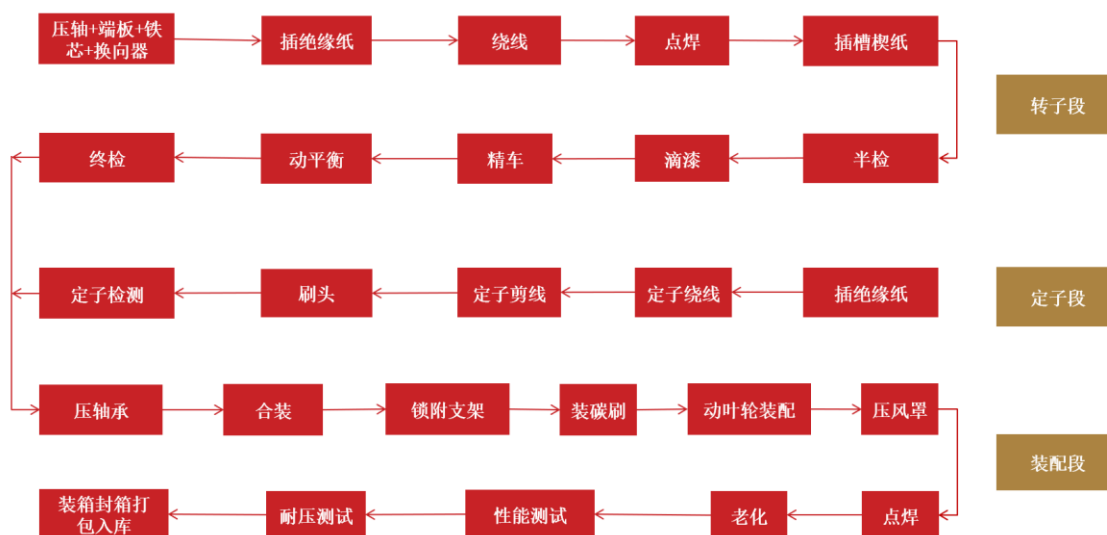 压轴+端板+铁
芯+换向器
插绝缘纸
绕线
点焊
插槽楔纸
转子段
终检
动平衡
精车
滴漆
半检
定子检测
刷头
定子剪线
定子绕线
插绝缘纸
定子段
压轴承
合装
锁附支架
装碳刷
动叶轮装配
压风罩
装配段
装箱封箱打
包入库
耐压测试
性能测试
老化
点焊